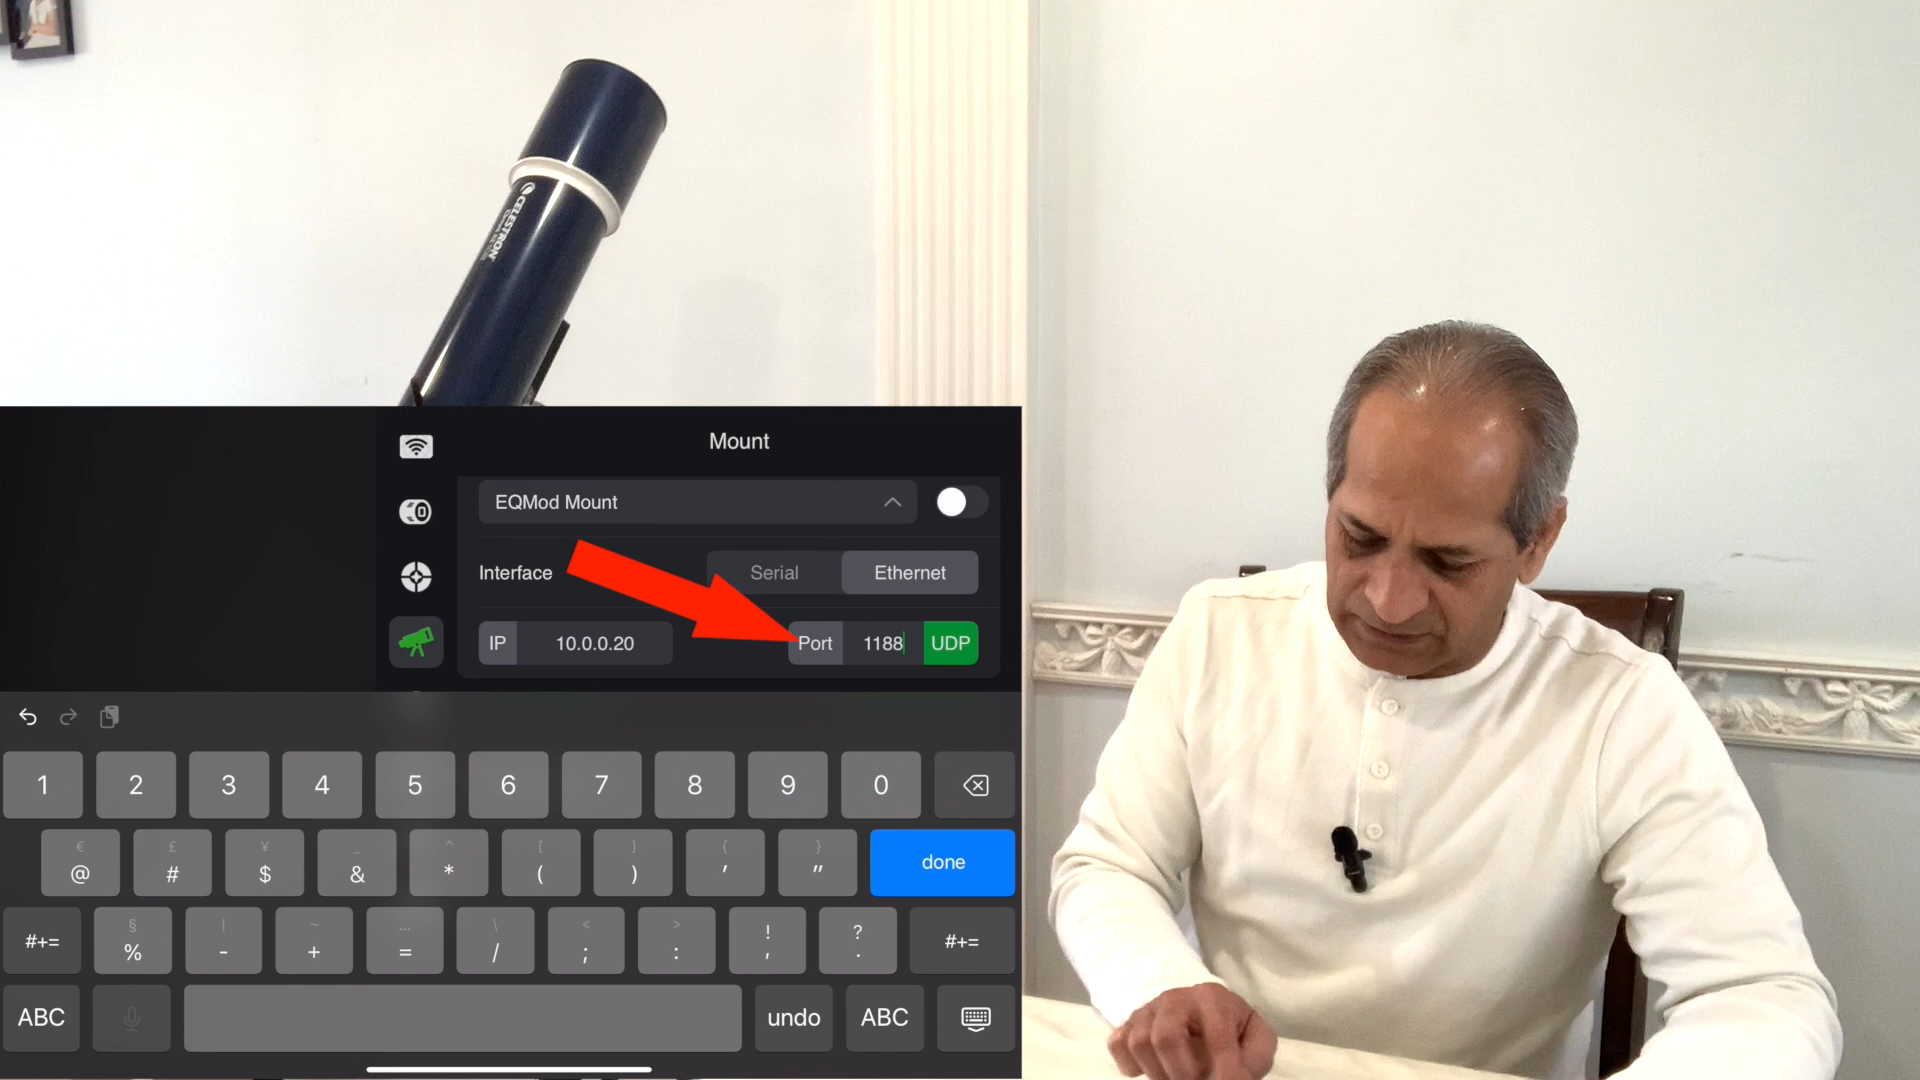 CELESTRON
Mount
EQMod Mount
Interface
Serial
Ethernet
IP
10.0.0.20
Port
1188
UDP
1 2 3 4 5 6 7 8 9 0
€ £ ¥ _ ^ [ ] { }
@ # $ & * ( ) ' "
done
§ | ~ … \ < > ! ?
#+= % - + = / ; : , . #+=
ABC
undo
ABC